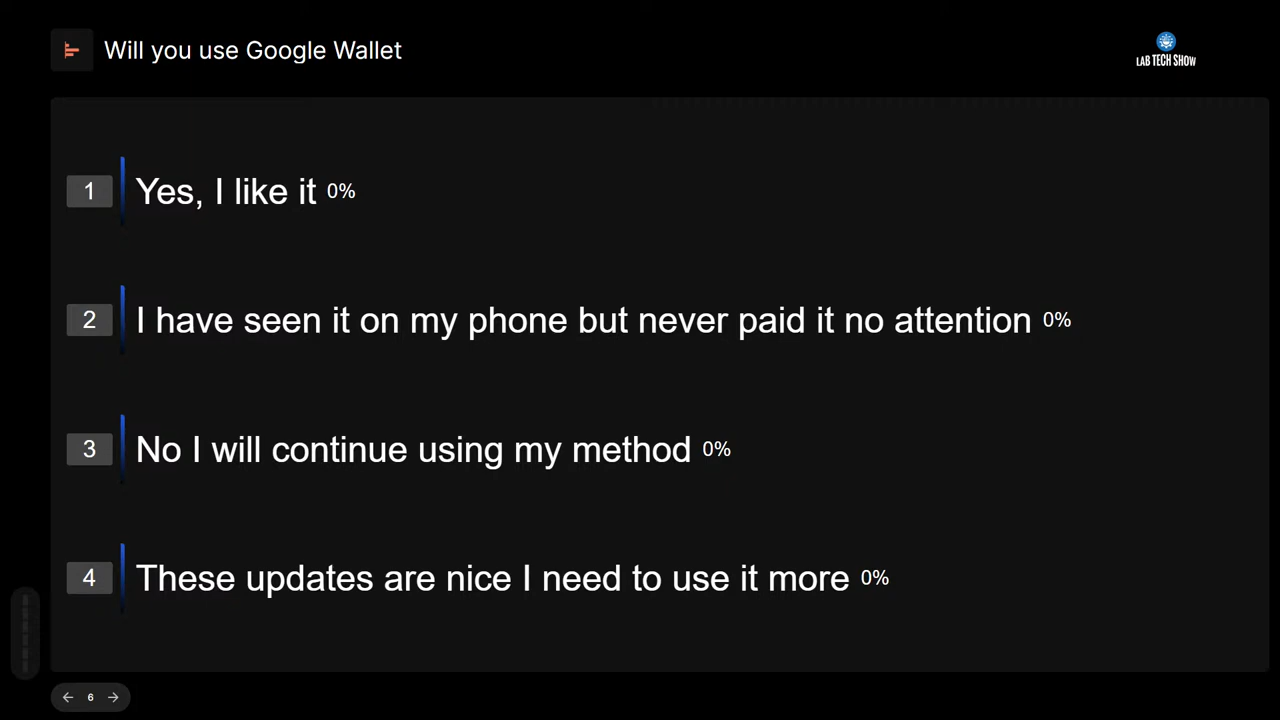 Will you use Google Wallet
LAB TECH SHOW
1 Yes, I like it 0%
2 I have seen it on my phone but never paid it no attention 0%
3 No I will continue using my method 0%
4 These updates are nice I need to use it more 0%
6